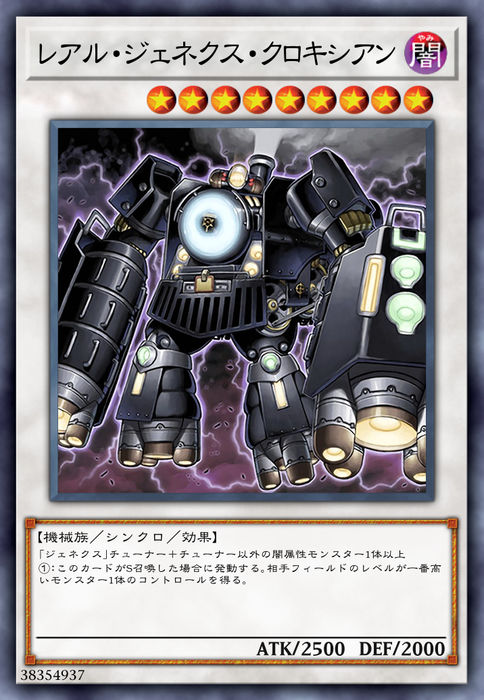 レアル・ジェネクス・クロキシアン
やみ
闇
【機械族／シンクロ／効果】
「ジェネクス」チューナー＋チューナー以外の闇属性モンスター1体以上
①：このカードがS召喚した場合に発動する。相手フィールドのレベルが一番高
いモンスター1体のコントロールを得る。
ATK/2500 DEF/2000
38354937